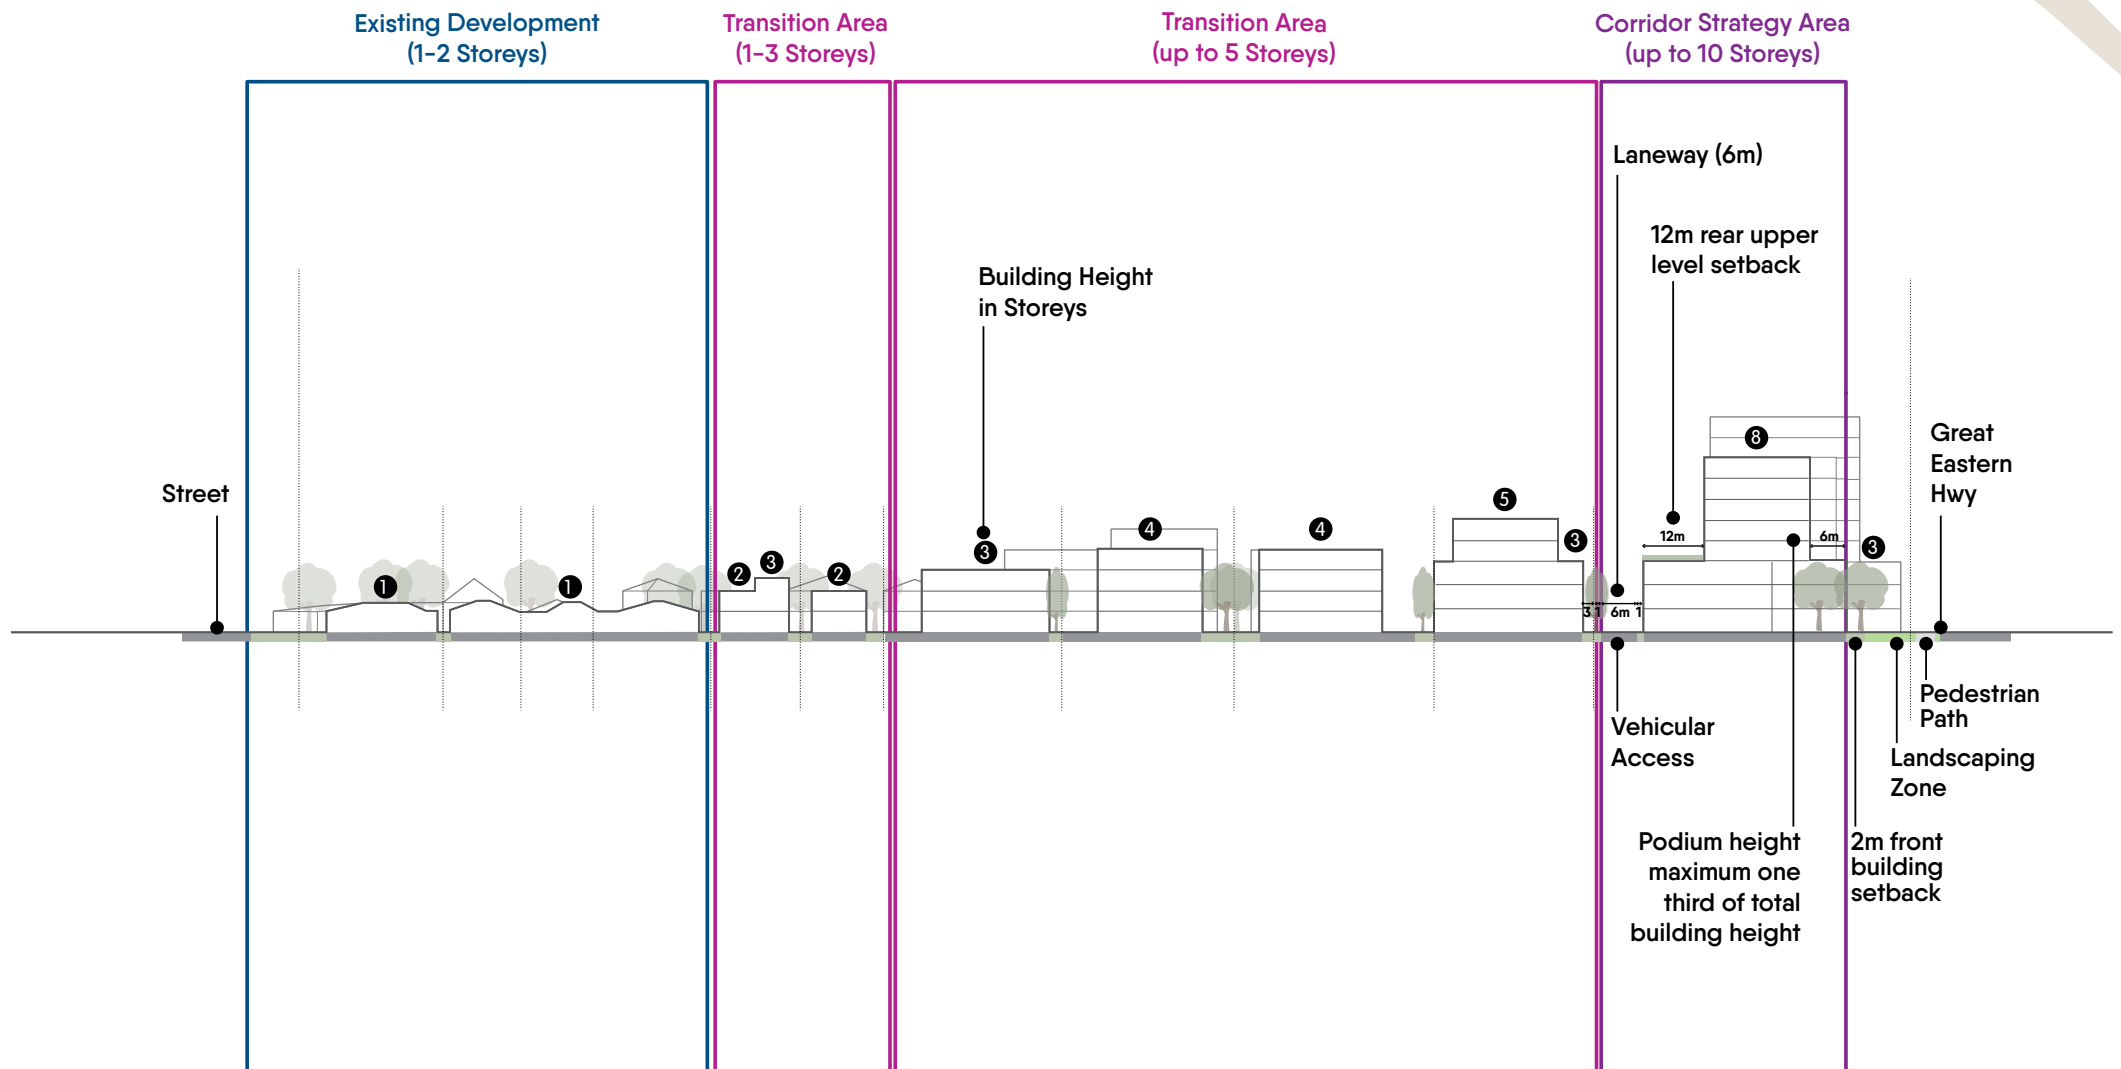 Existing Development
(1-2 Storeys)
Transition Area
(1-3 Storeys)
Transition Area
(up to 5 Storeys)
Corridor Strategy Area
(up to 10 Storeys)
Laneway (6m)
12m rear upper
level setback
Building Height
in Storeys
Great
Eastern
Hwy
Street
1
1
2
3
2
3
4
4
5
3
8
3
12m
6m
3 1 6m 1
Vehicular
Access
Pedestrian
Path
Landscaping
Zone
Podium height
maximum one
third of total
building height
2m front
building
setback